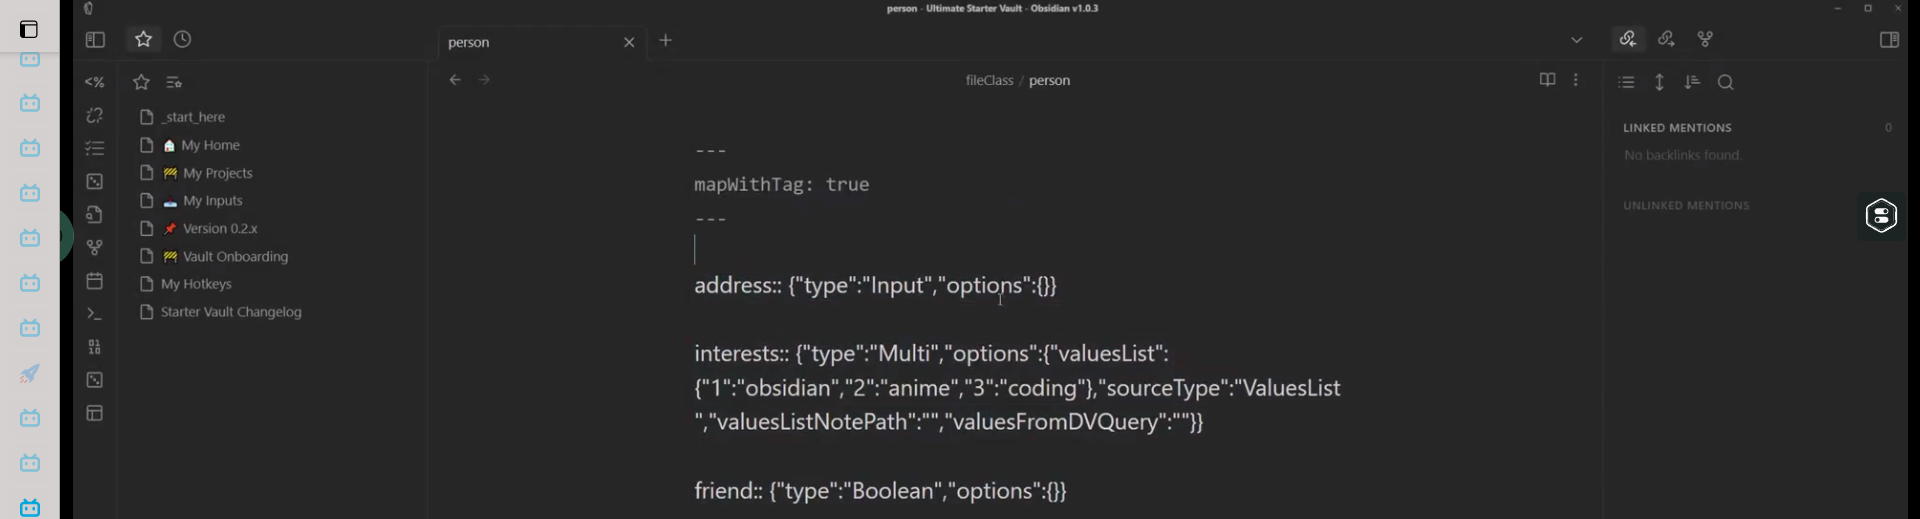 person - Ultimate Starter Vault - Obsidian v1.0.3
person
fileClass / person
<%
_start_here
My Home
My Projects
My Inputs
Version 0.2.x
Vault Onboarding
My Hotkeys
Starter Vault Changelog
---
mapWithTag: true
---
address:: {"type":"Input","options":{}}
interests:: {"type":"Multi","options":{"valuesList":
{"1":"obsidian","2":"anime","3":"coding"},"sourceType":"ValuesList
","valuesListNotePath":"","valuesFromDVQuery":""}}
friend:: {"type":"Boolean","options":{}}
LINKED MENTIONS 0
No backlinks found.
UNLINKED MENTIONS